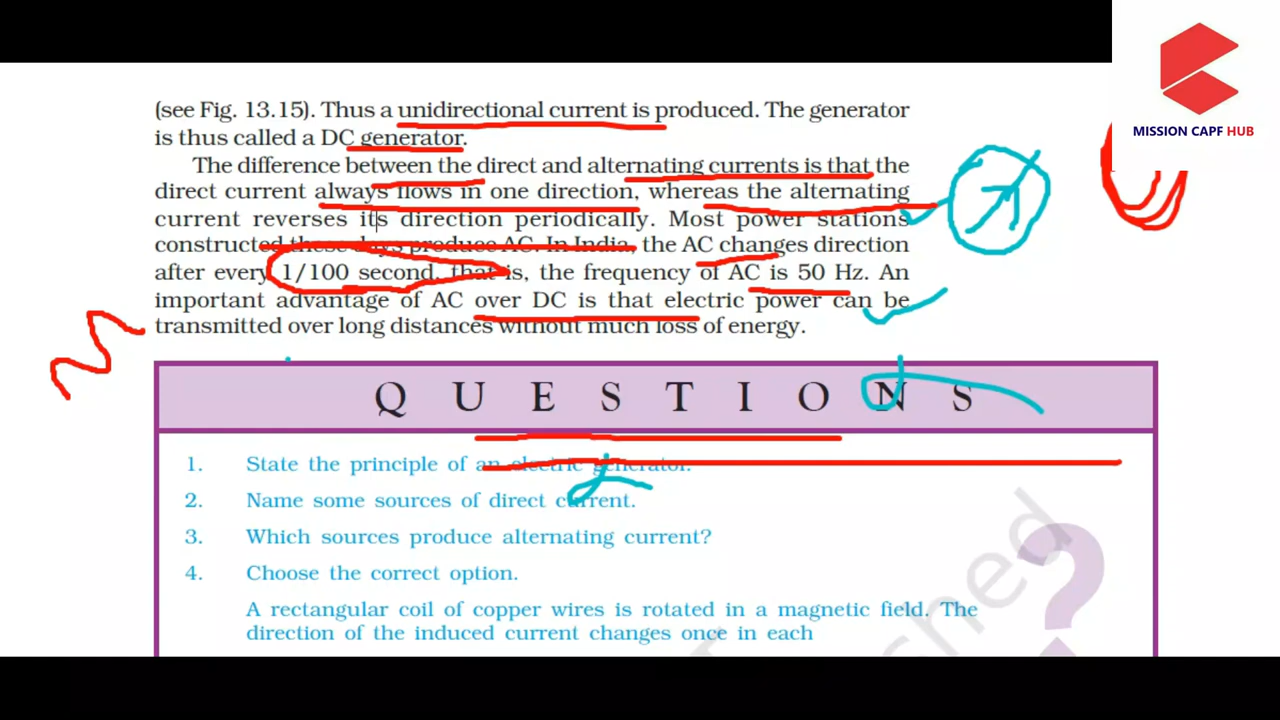 MISSION CAPF HUB
(see Fig. 13.15). Thus a unidirectional current is produced. The generator
is thus called a DC generator.
The difference between the direct and alternating currents is that the
direct current always flows in one direction, whereas the alternating
current reverses its direction periodically. Most power stations
constructed these days produce AC. In India, the AC changes direction
after every 1/100 second, that is, the frequency of AC is 50 Hz. An
important advantage of AC over DC is that electric power can be
transmitted over long distances without much loss of energy.
QUESTIONS
1. State the principle of an electric generator.
2. Name some sources of direct current.
3. Which sources produce alternating current?
4. Choose the correct option.
A rectangular coil of copper wires is rotated in a magnetic field. The
direction of the induced current changes once in each
?